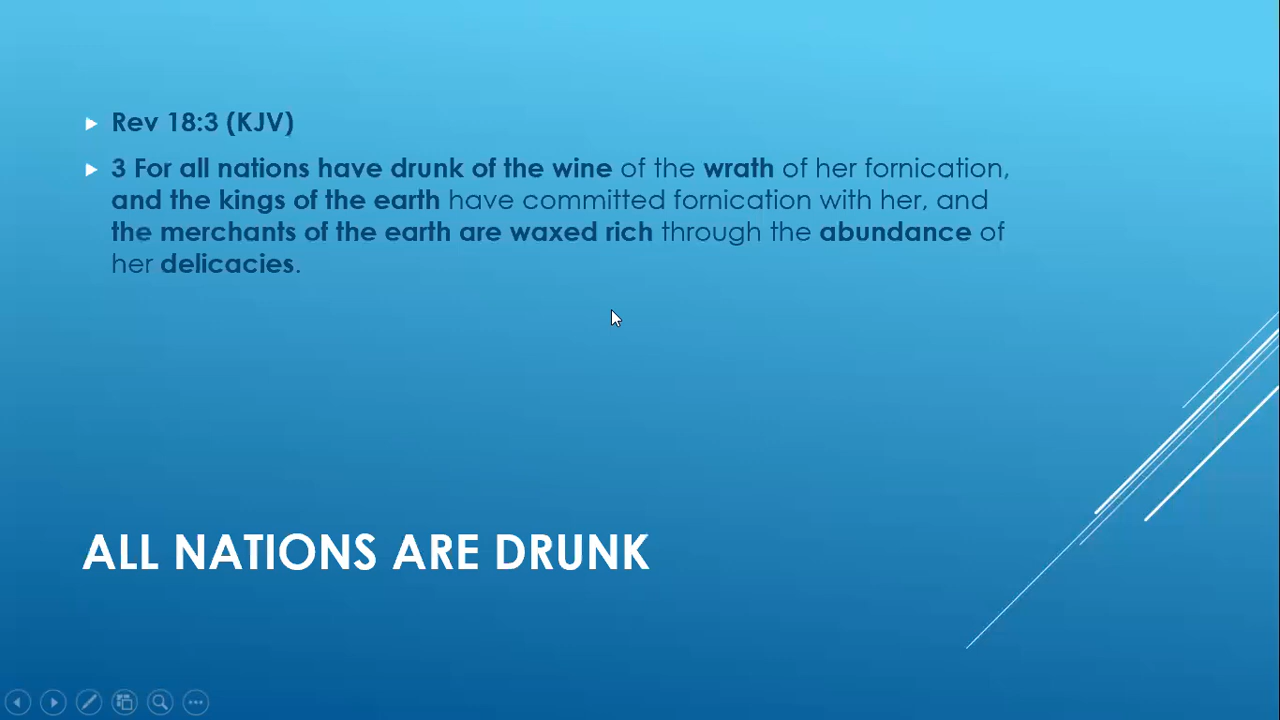 Rev 18:3 (KJV)
3 For all nations have drunk of the wine of the wrath of her fornication,
and the kings of the earth have committed fornication with her, and
the merchants of the earth are waxed rich through the abundance of
her delicacies.
ALL NATIONS ARE DRUNK